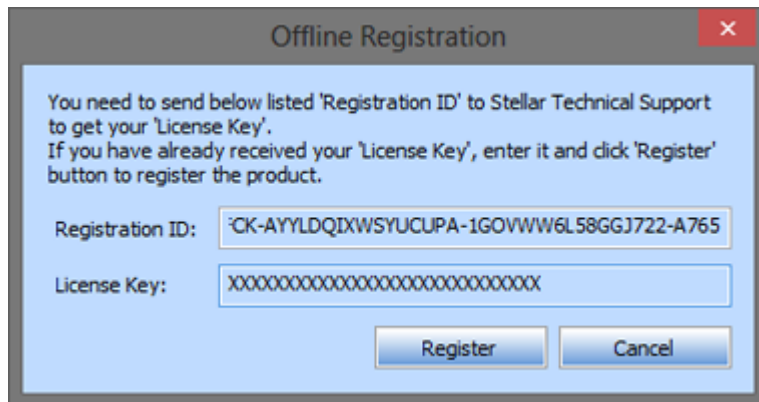 Offline Registration
You need to send below listed 'Registration ID' to Stellar Technical Support
to get your 'License Key'.
If you have already received your 'License Key', enter it and click 'Register'
button to register the product.
Registration ID: CK-AYYLDQIXWSYUCUPA-1GOVWW6L58GGJ722-A765
License Key: XXXXXXXXXXXXXXXXXXXXXXXXXXXX
Register Cancel